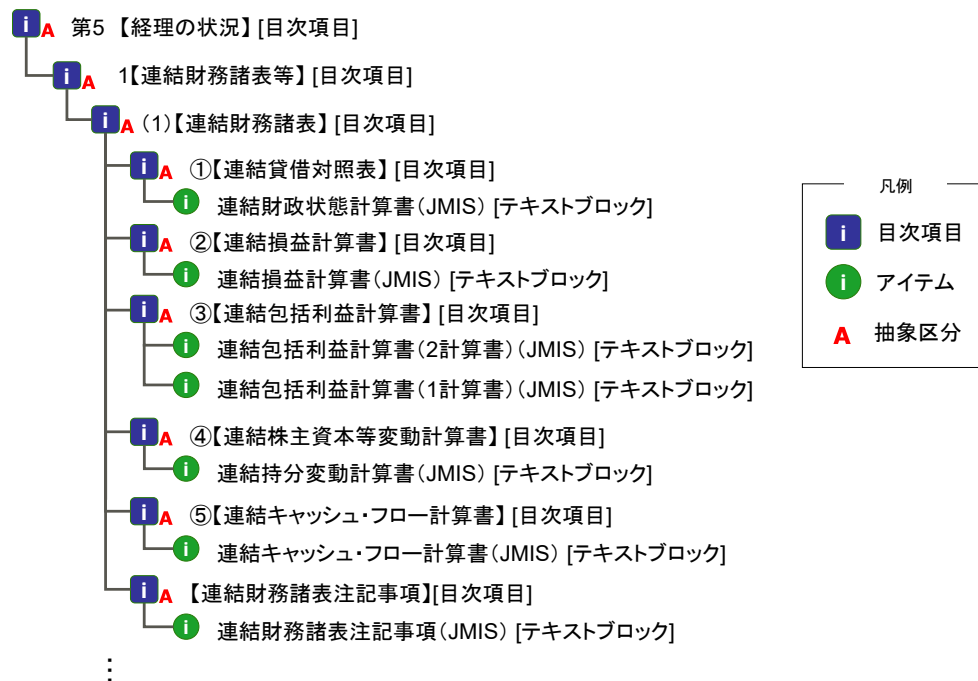 i A 第5 【経理の状況】 [目次項目]
i A 1【連結財務諸表等】 [目次項目]
i A (1)【連結財務諸表】 [目次項目]
i A ①【連結貸借対照表】 [目次項目]
i 連結財政状態計算書(JMIS) [テキストブロック]
i A ②【連結損益計算書】 [目次項目]
i 連結損益計算書(JMIS) [テキストブロック]
i A ③【連結包括利益計算書】 [目次項目]
i 連結包括利益計算書(2計算書)(JMIS) [テキストブロック]
i 連結包括利益計算書(1計算書)(JMIS) [テキストブロック]
i A ④【連結株主資本等変動計算書】 [目次項目]
i 連結持分変動計算書(JMIS) [テキストブロック]
i A ⑤【連結キャッシュ・フロー計算書】 [目次項目]
i 連結キャッシュ・フロー計算書(JMIS) [テキストブロック]
i A 【連結財務諸表注記事項】[目次項目]
i 連結財務諸表注記事項(JMIS) [テキストブロック]
⋮
凡例
i 目次項目
i アイテム
A 抽象区分